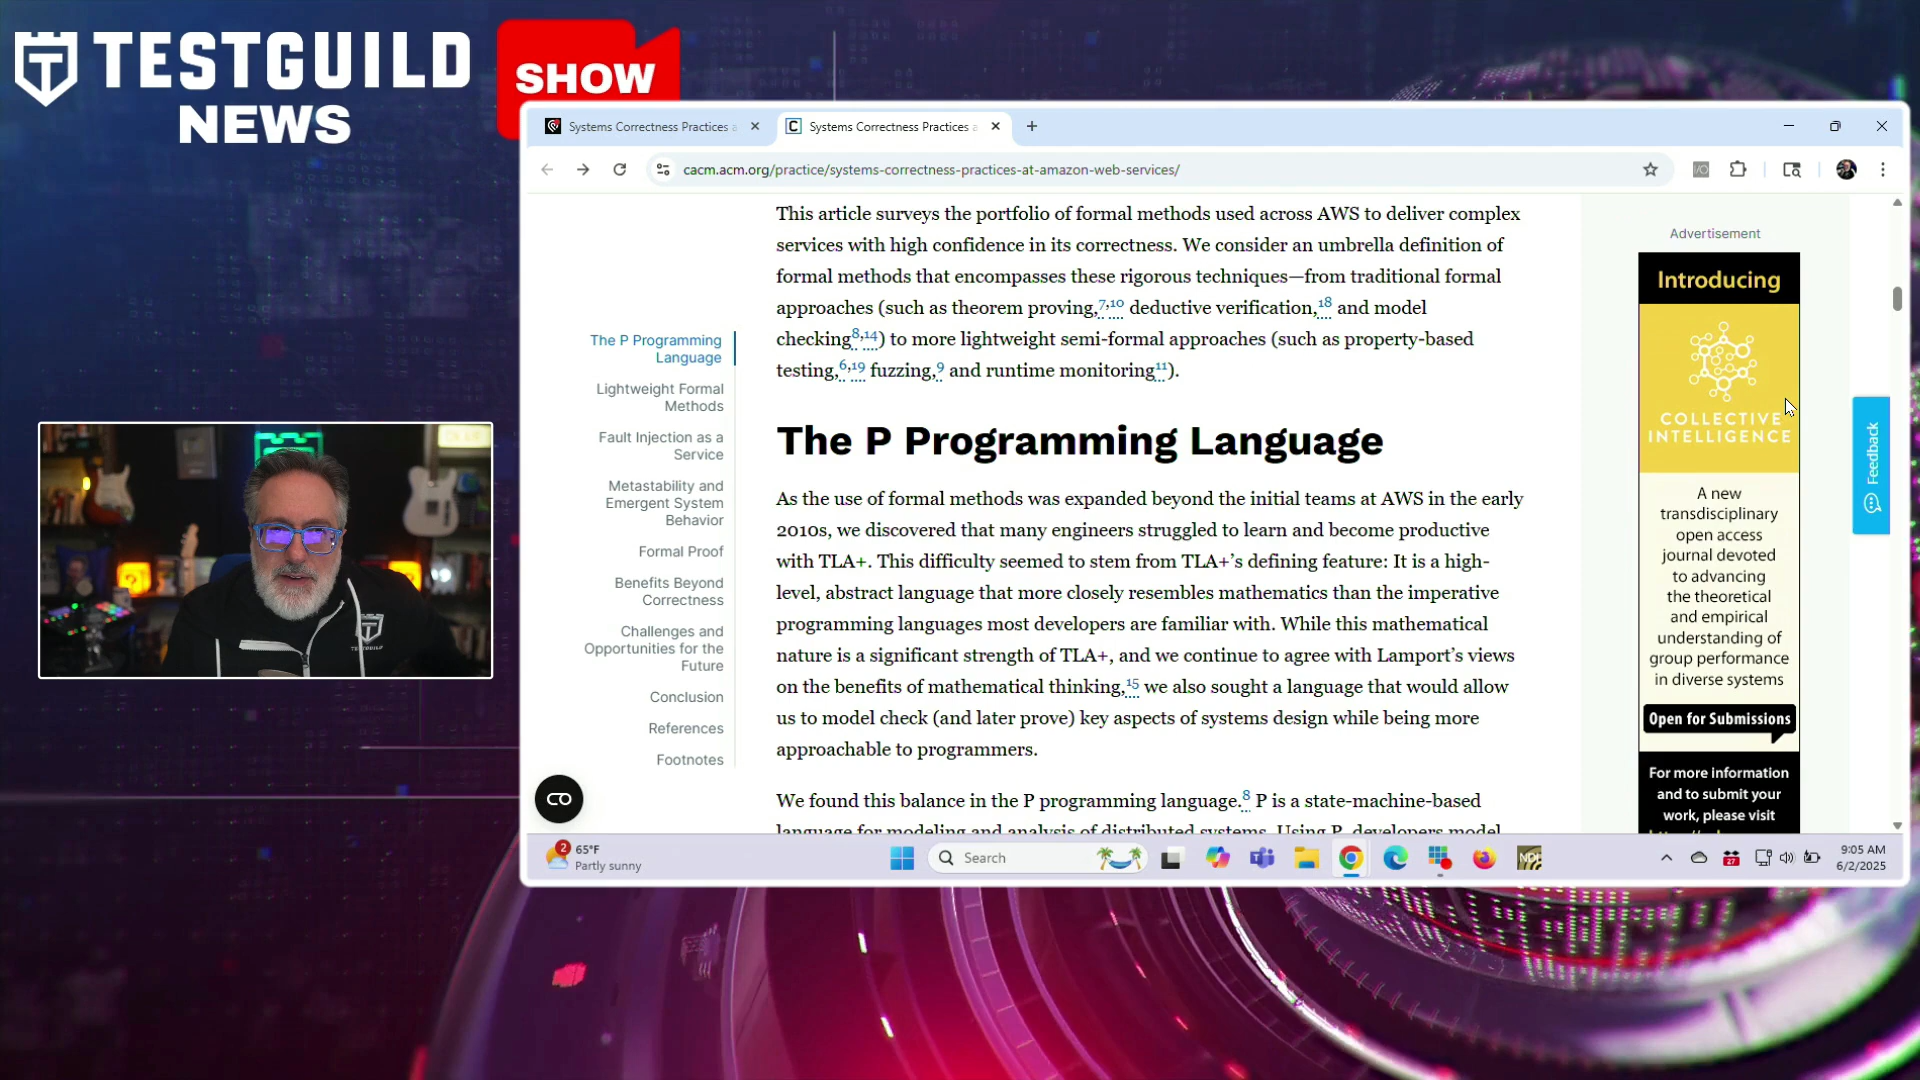 TESTGUILD
NEWS
SHOW
Systems Correctness Practices a
Systems Correctness Practices a
cacm.acm.org/practice/systems-correctness-practices-at-amazon-web-services/
This article surveys the portfolio of formal methods used across AWS to deliver complex
services with high confidence in its correctness. We consider an umbrella definition of
formal methods that encompasses these rigorous techniques—from traditional formal
approaches (such as theorem proving,7,10 deductive verification,18 and model
checking8,14) to more lightweight semi-formal approaches (such as property-based
testing,6,19 fuzzing,9 and runtime monitoring11).
The P Programming
Language
Lightweight Formal
Methods
Fault Injection as a
Service
Metastability and
Emergent System
Behavior
Formal Proof
Benefits Beyond
Correctness
Challenges and
Opportunities for the
Future
Conclusion
References
Footnotes
The P Programming Language
As the use of formal methods was expanded beyond the initial teams at AWS in the early
2010s, we discovered that many engineers struggled to learn and become productive
with TLA+. This difficulty seemed to stem from TLA+’s defining feature: It is a high-
level, abstract language that more closely resembles mathematics than the imperative
programming languages most developers are familiar with. While this mathematical
nature is a significant strength of TLA+, and we continue to agree with Lamport’s views
on the benefits of mathematical thinking,15 we also sought a language that would allow
us to model check (and later prove) key aspects of systems design while being more
approachable to programmers.
We found this balance in the P programming language.8 P is a state-machine-based
language for modeling and analysis of distributed systems. Using P, developers model
Advertisement
Introducing
COLLECTIVE
INTELLIGENCE
A new
transdisciplinary
open access
journal devoted
to advancing
the theoretical
and empirical
understanding of
group performance
in diverse systems
Open for Submissions
For more information
and to submit your
work, please visit
Feedback
2
65°F
Partly sunny
Search
27
9:05 AM
6/2/2025